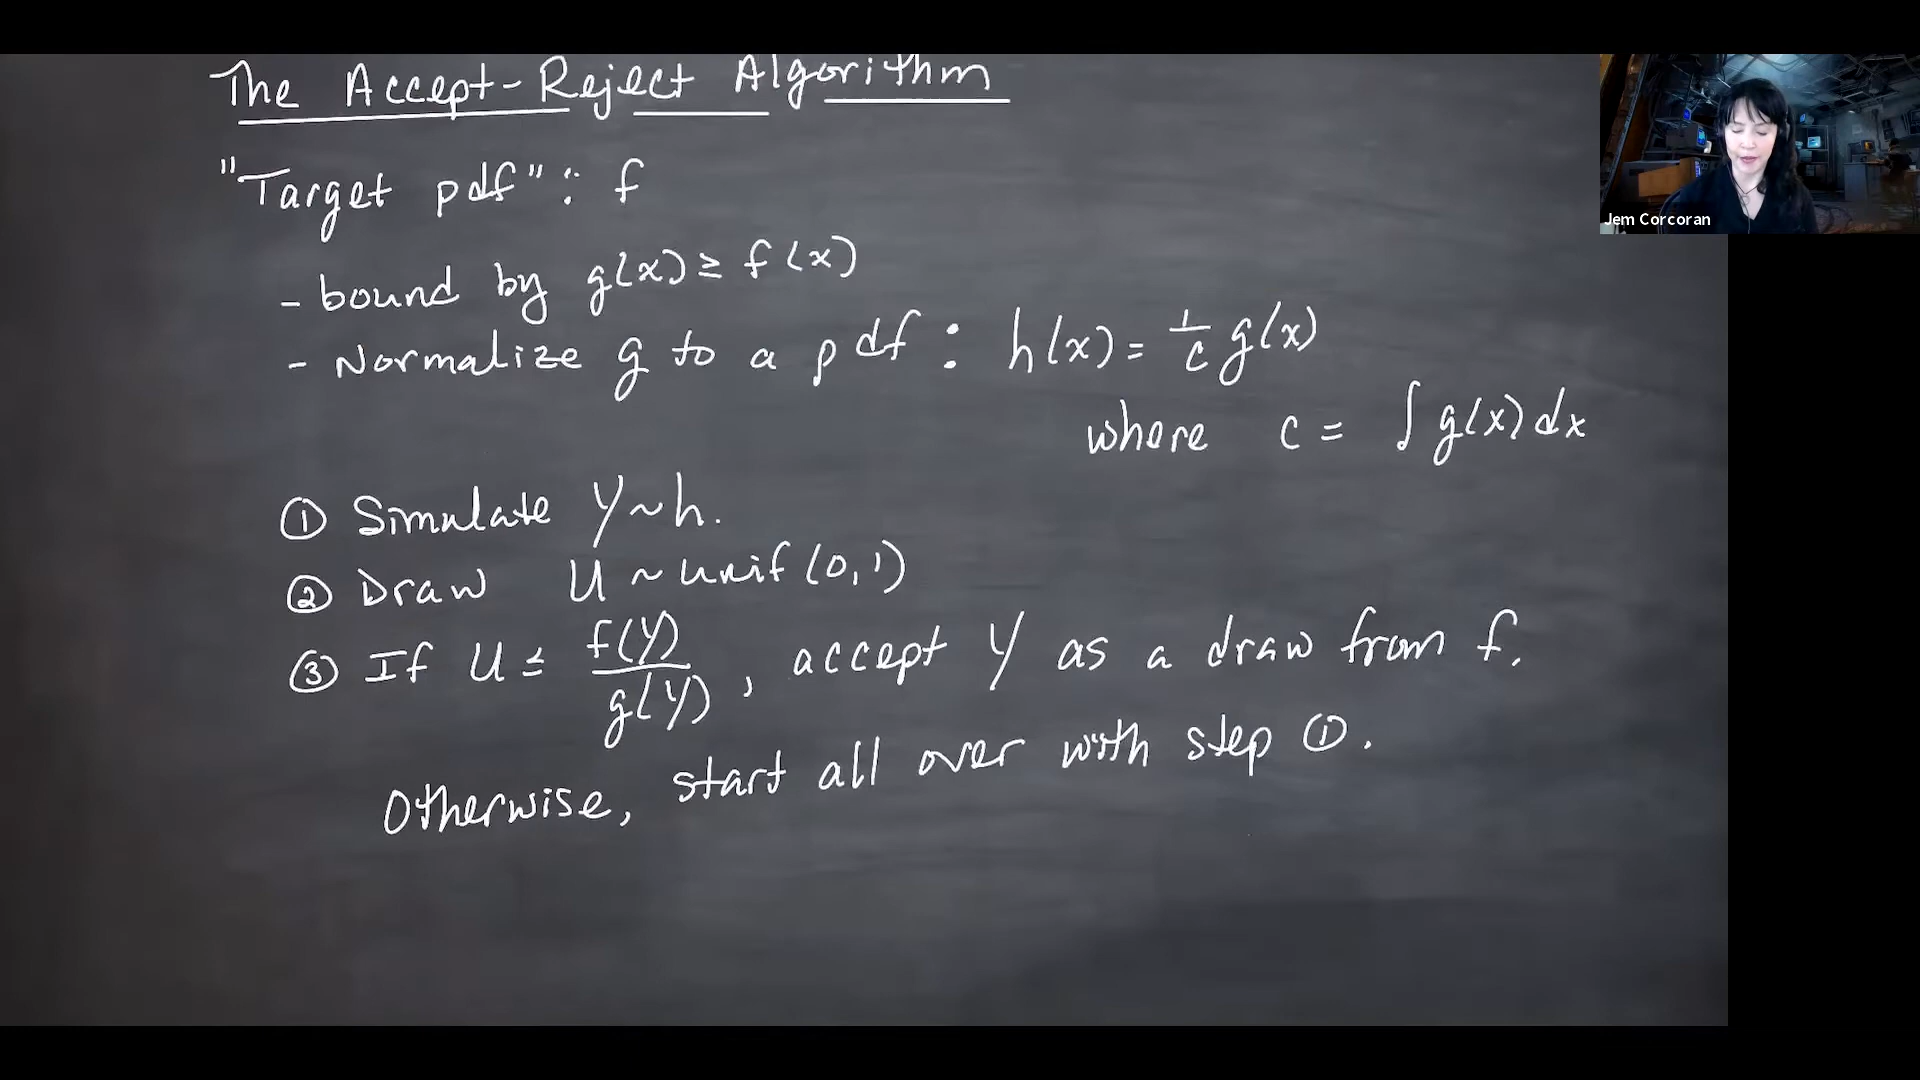 The Accept-Reject Algorithm
Jem Corcoran
"Target pdf": f
- bound by g(x) ≥ f(x)
- Normalize g to a pdf: h(x) = 1/c g(x)
where c = ∫ g(x) dx
① Simulate Y ~ h.
② Draw U ~ unif(0,1)
③ If U ≤ f(Y)/g(Y), accept Y as a draw from f.
Otherwise, start all over with step ①.